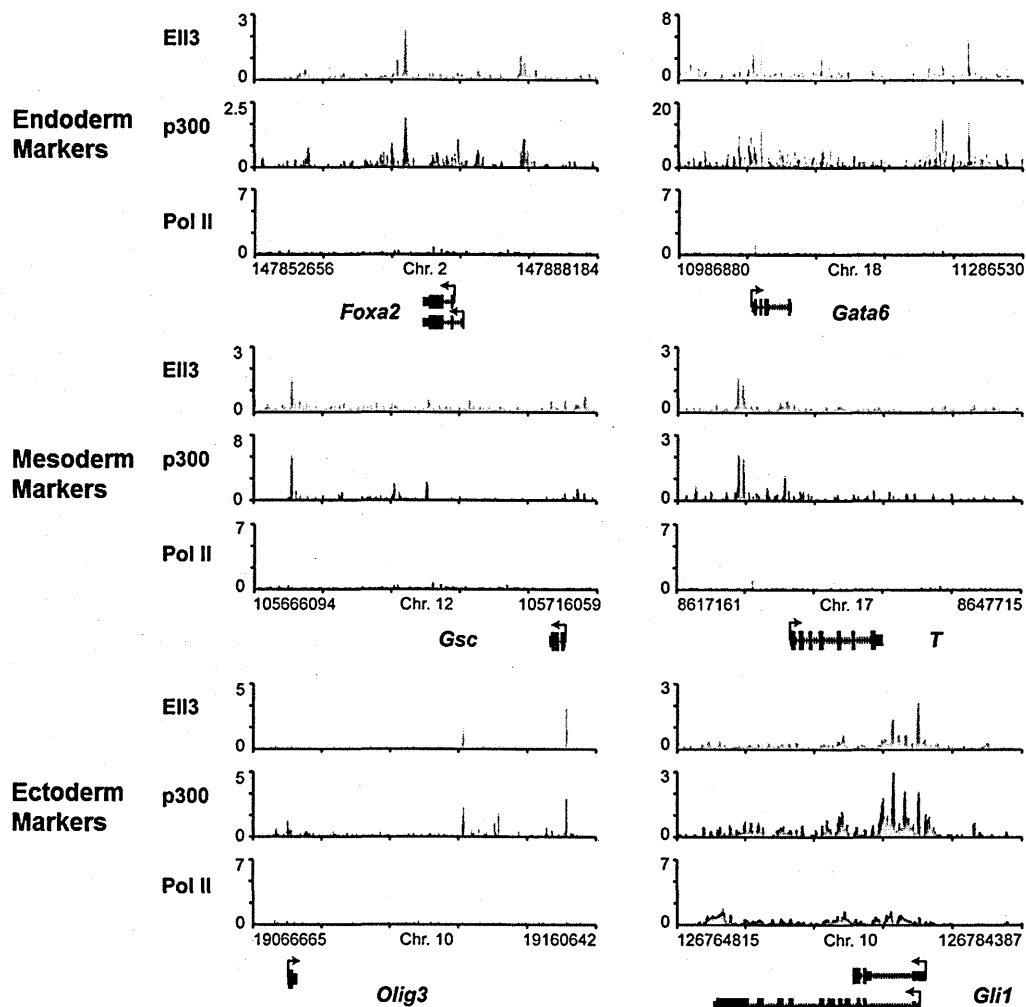 Endoderm Markers
Ell3
3
0
8
0
p300
2.5
0
20
0
Pol II
7
0
7
0
147852656 Chr. 2 147888184
10986880 Chr. 18 11286530
Foxa2
Gata6
Mesoderm Markers
Ell3
3
0
3
0
p300
8
0
3
0
Pol II
7
0
7
0
105666094 Chr. 12 105716059
8617161 Chr. 17 8647715
Gsc
T
Ectoderm Markers
Ell3
5
0
3
0
p300
5
0
3
0
Pol II
7
0
7
0
19066665 Chr. 10 19160642
126764815 Chr. 10 126784387
Olig3
Gli1